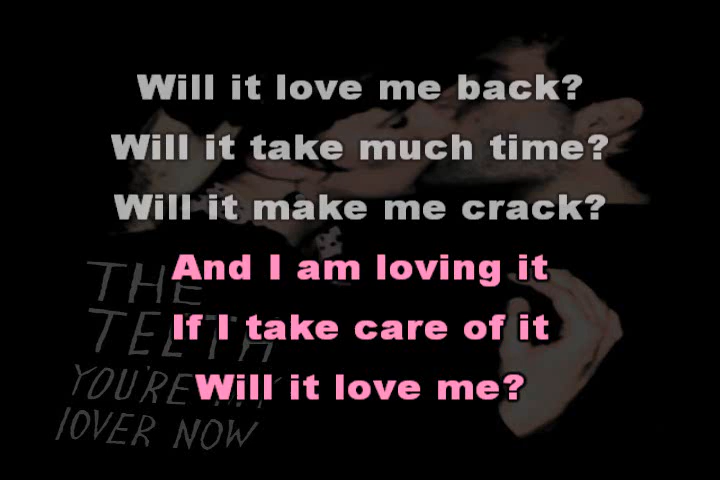 Will it love me back?
Will it take much time?
Will it make me crack?
And I am loving it
If I take care of it
Will it love me?
THE
TEETH
YOU'RE MY
lOVER NOW